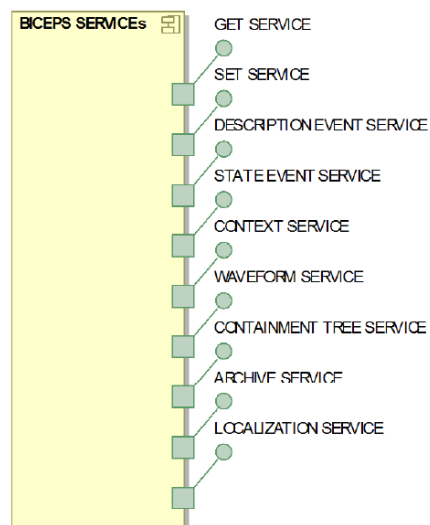 BICEPS SERVICEs
GET SERVICE
SET SERVICE
DESCRIPTION EVENT SERVICE
STATE EVENT SERVICE
CONTEXT SERVICE
WAVEFORM SERVICE
CONTAINMENT TREE SERVICE
ARCHIVE SERVICE
LOCALIZATION SERVICE